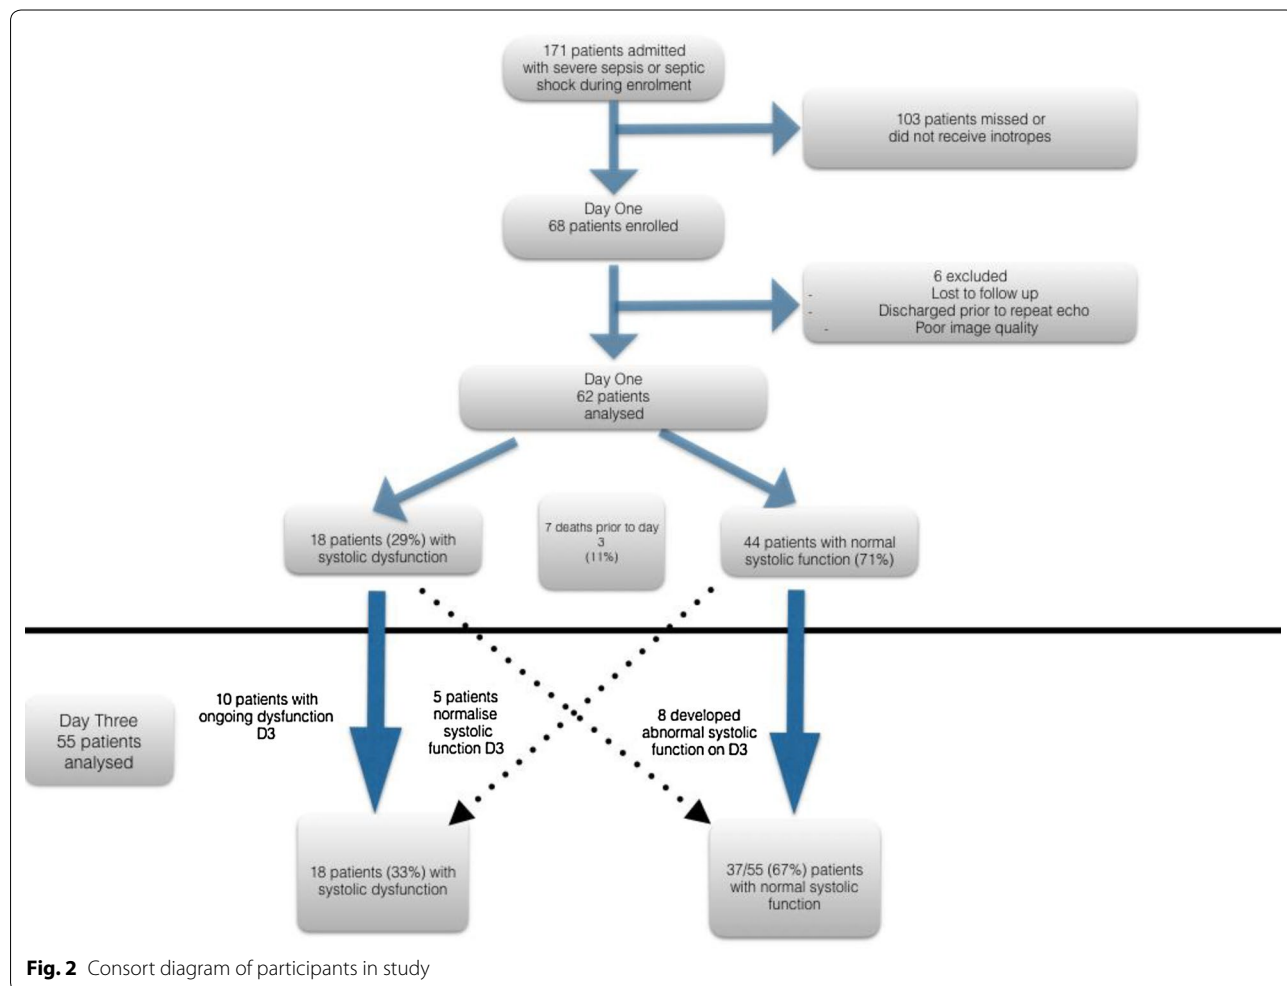 171 patients admitted
with severe sepsis or septic
shock during enrolment
103 patients missed or
did not receive inotropes
Day One
68 patients enrolled
6 excluded
- Lost to follow up
- Discharged prior to repeat echo
- Poor image quality
Day One
62 patients
analysed
18 patients (29%) with
systolic dysfunction
7 deaths prior to day
3
(11%)
44 patients with normal
systolic function (71%)
Day Three
55 patients
analysed
10 patients with
ongoing dysfunction
D3
5 patients
normalise
systolic
function D3
8 developed
abnormal systolic
function on D3
18 patients (33%) with
systolic dysfunction
37/55 (67%) patients
with normal systolic
function
Fig. 2 Consort diagram of participants in study